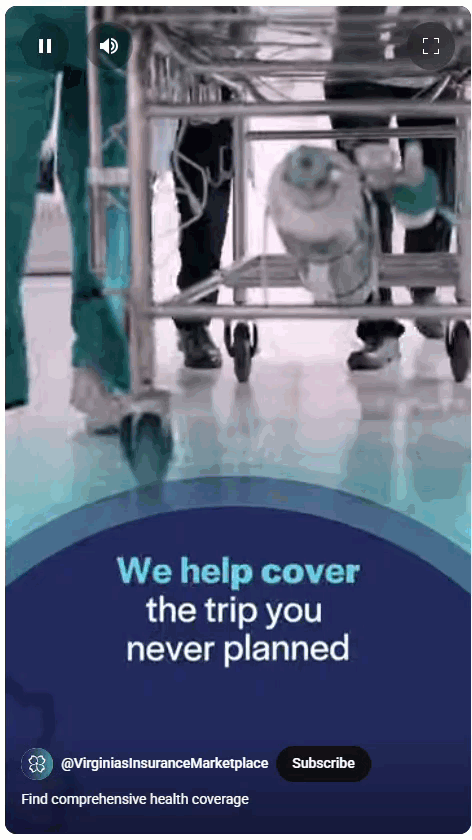 We help cover
the trip you
never planned
@VirginiasInsuranceMarketplace Subscribe
Find comprehensive health coverage